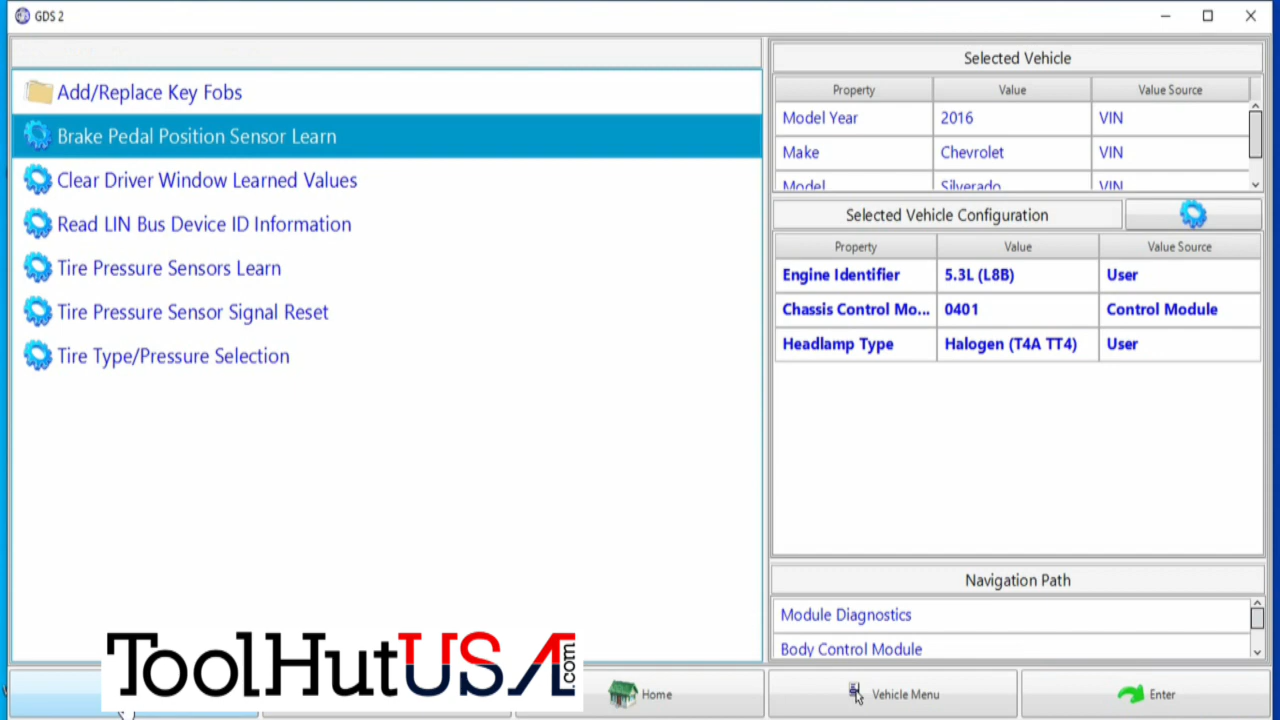 GDS 2
Add/Replace Key Fobs
Brake Pedal Position Sensor Learn
Clear Driver Window Learned Values
Read LIN Bus Device ID Information
Tire Pressure Sensors Learn
Tire Pressure Sensor Signal Reset
Tire Type/Pressure Selection
Selected Vehicle
Property Value Value Source
Model Year 2016 VIN
Make Chevrolet VIN
Model Silverado VIN
Selected Vehicle Configuration
Property Value Value Source
Engine Identifier 5.3L (L8B) User
Chassis Control Mo... 0401 Control Module
Headlamp Type Halogen (T4A TT4) User
Navigation Path
Module Diagnostics
Body Control Module
ToolHutUSA.com
Home Vehicle Menu Enter